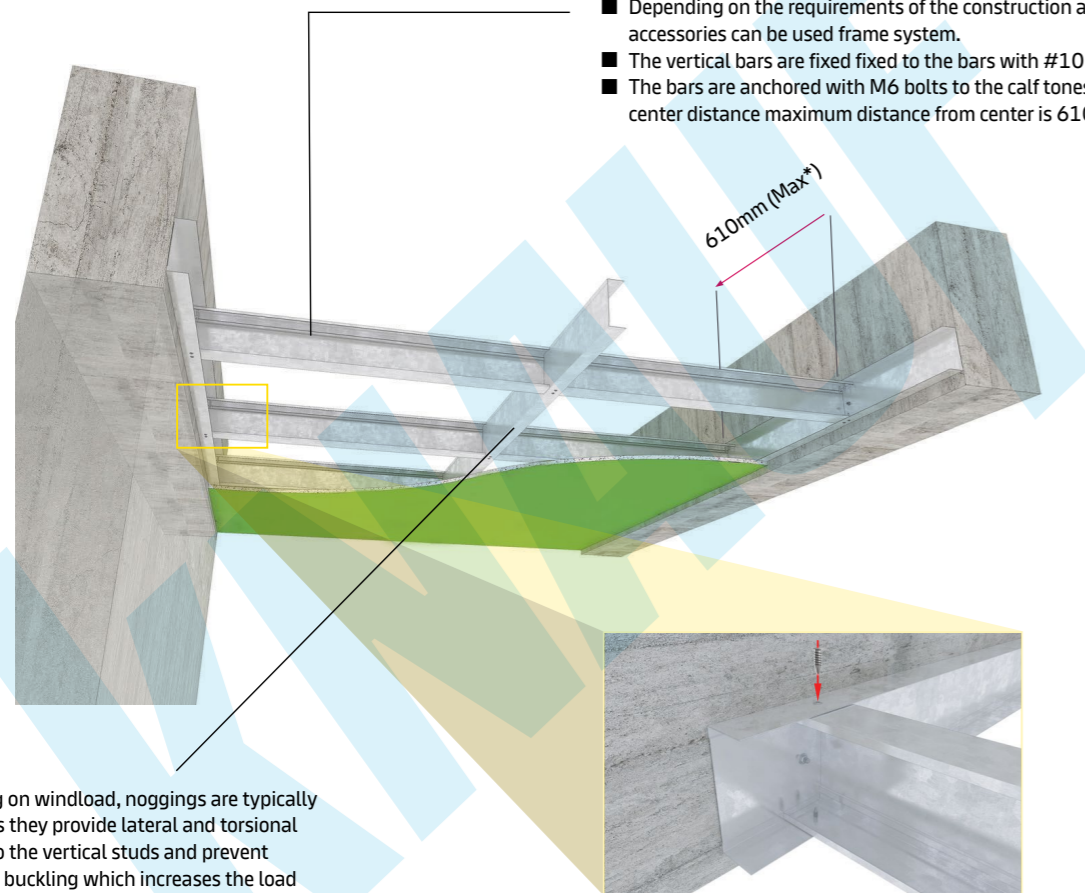 ■ Depending on the requirements of the construction a
accessories can be used frame system.
■ The vertical bars are fixed fixed to the bars with #10
■ The bars are anchored with M6 bolts to the calf tones
center distance maximum distance from center is 610
610mm (Max*)
g on windload, noggings are typically
s they provide lateral and torsional
o the vertical studs and prevent
buckling which increases the load